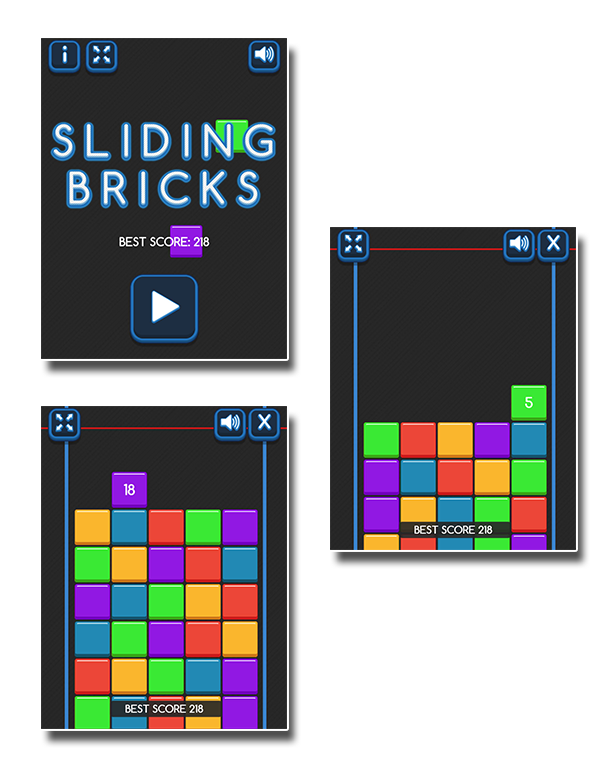 SLIDING
BRICKS
BEST SCORE: 218
5
BEST SCORE 218
18
BEST SCORE 218